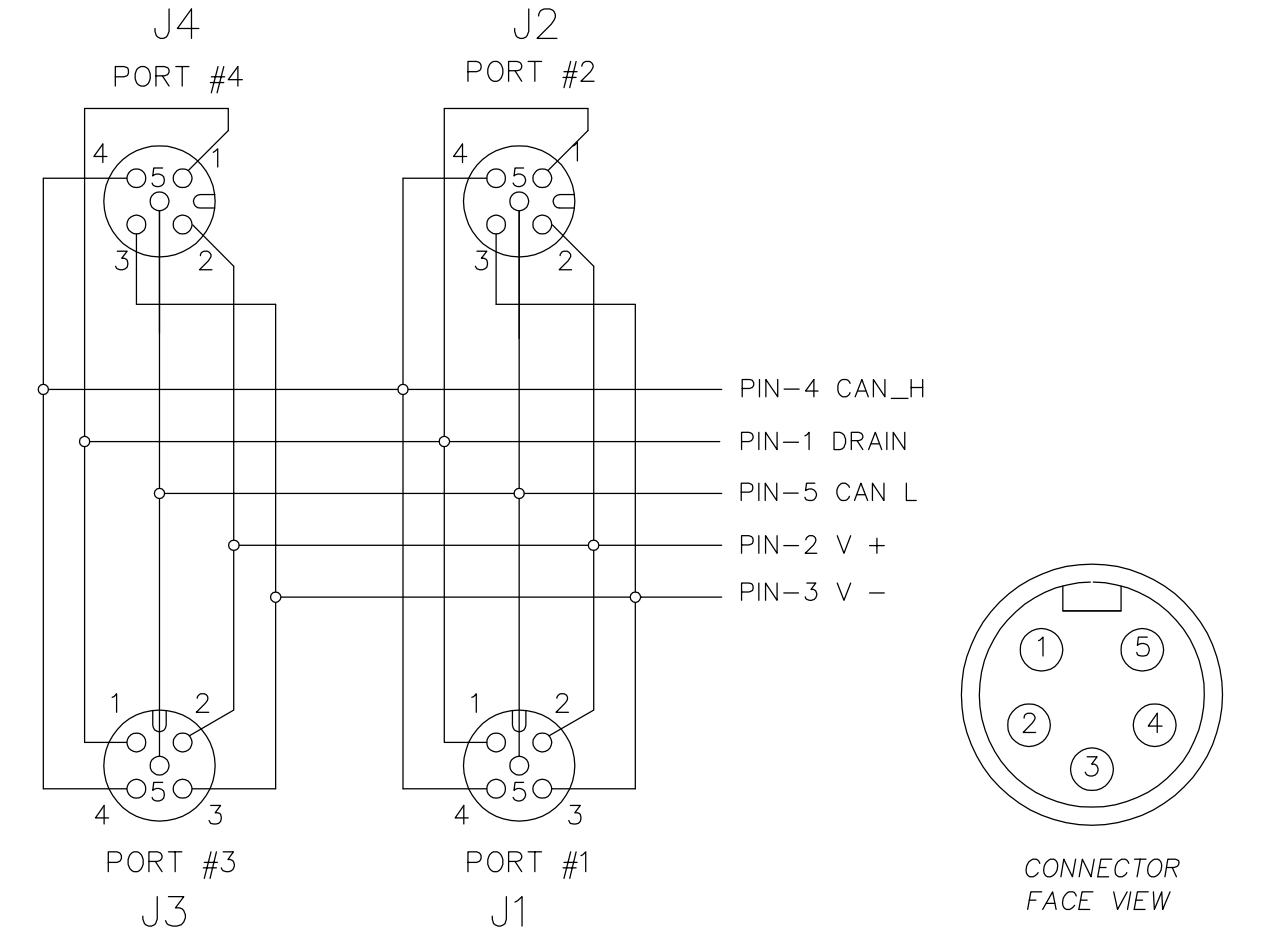 J4 J2
PORT #4 PORT #2
4 1 4 1
5 5
3 2 3 2
PIN-4 CAN_H
PIN-1 DRAIN
PIN-5 CAN L
PIN-2 V +
PIN-3 V -
1 2 1 2
5 5
4 3 4 3
PORT #3 PORT #1
J3 J1
1 5
2 4
3
CONNECTOR
FACE VIEW